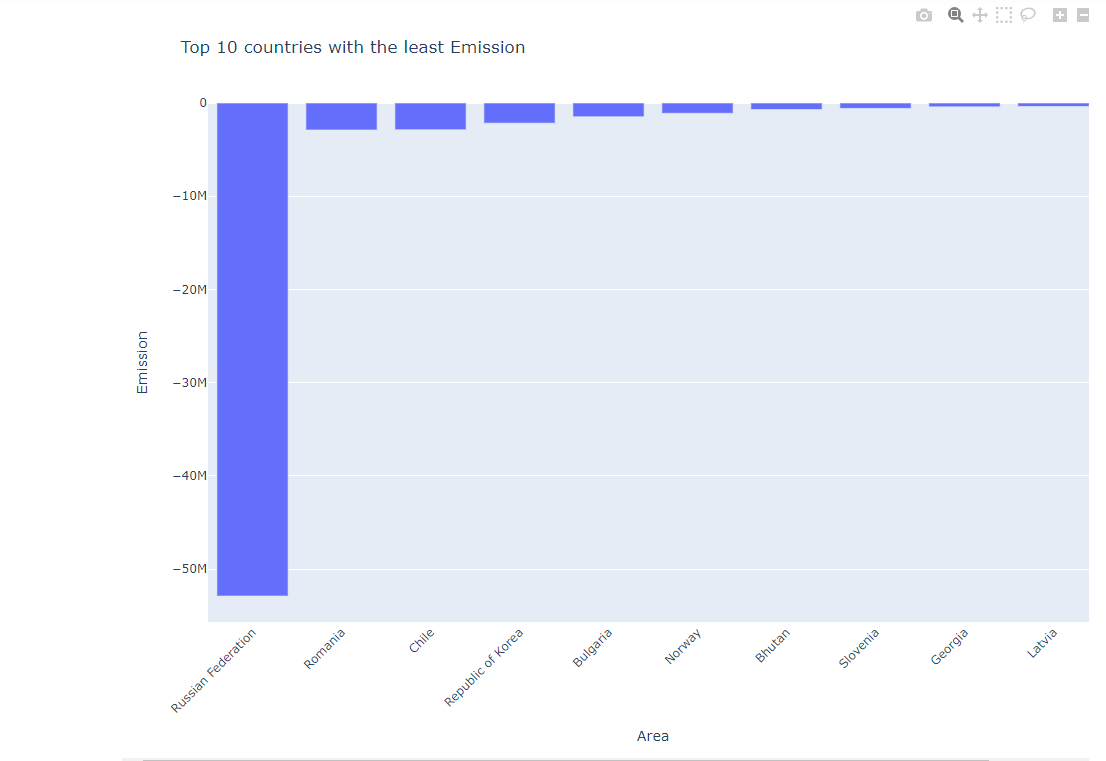 Top 10 countries with the least Emission
0
−10M
−20M
−30M
−40M
−50M
Emission
Russian Federation
Romania
Chile
Republic of Korea
Bulgaria
Norway
Bhutan
Slovenia
Georgia
Latvia
Area